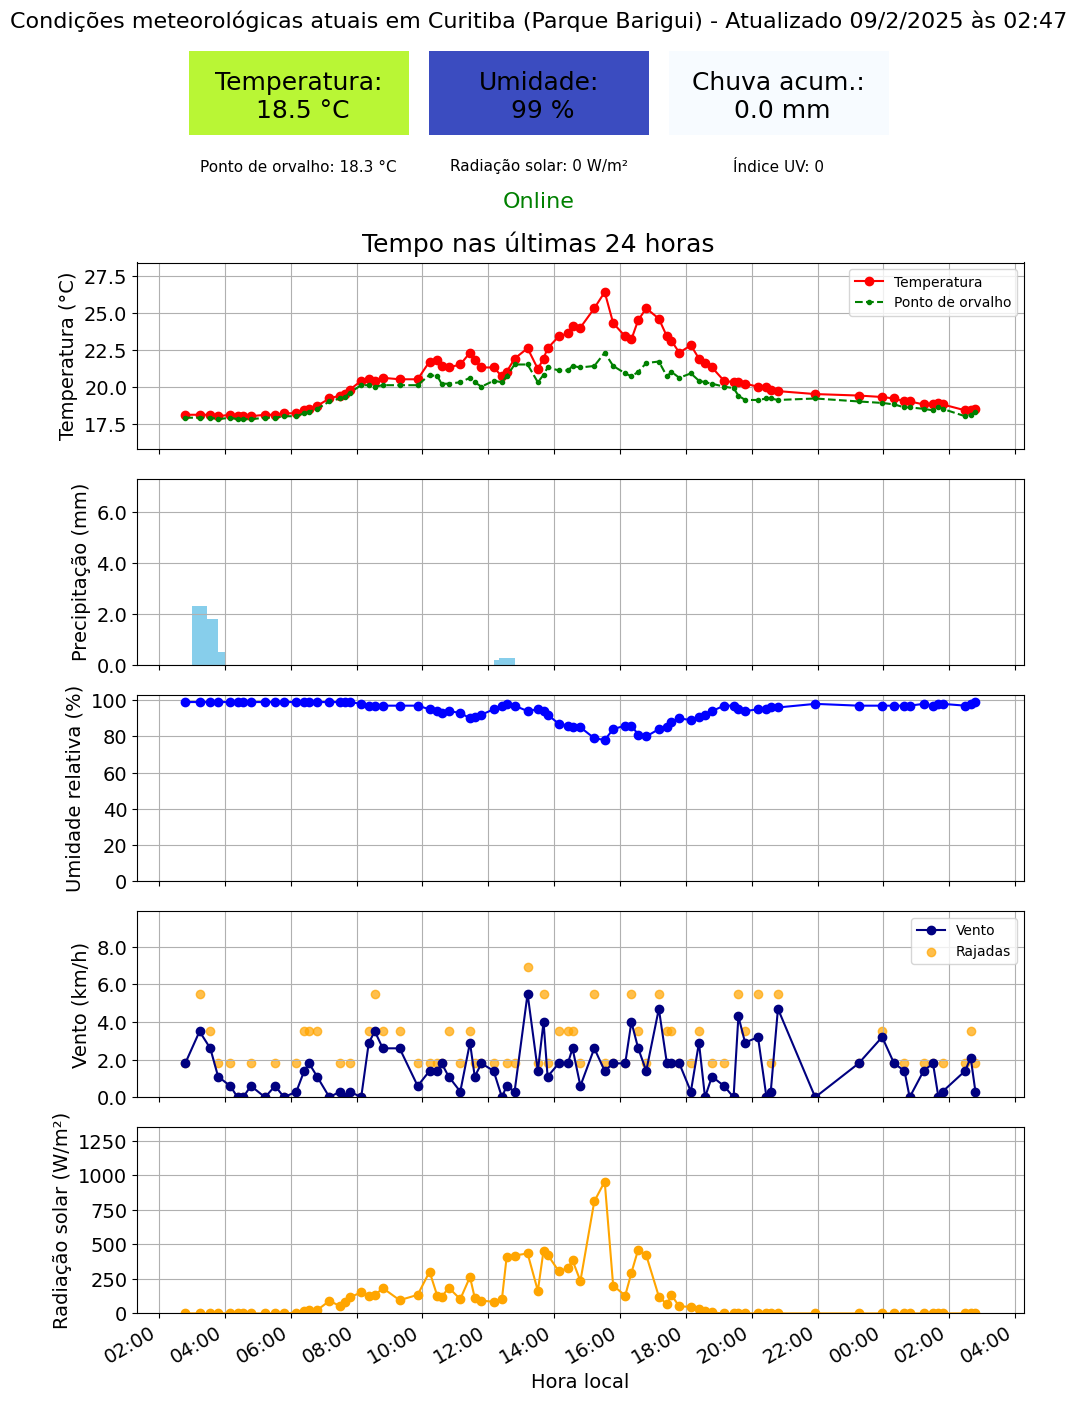 Condições meteorológicas atuais em Curitiba (Parque Barigui) - Atualizado 09/2/2025 às 02:47
Temperatura:
18.5 °C
Umidade:
99 %
Chuva acum.:
0.0 mm
Ponto de orvalho: 18.3 °C
Radiação solar: 0 W/m²
Índice UV: 0
Online
Tempo nas últimas 24 horas
Temperatura (°C)
27.5
25.0
22.5
20.0
17.5
Temperatura
Ponto de orvalho
Precipitação (mm)
6.0
4.0
2.0
0.0
Umidade relativa (%)
100
80
60
40
20
0
Vento (km/h)
8.0
6.0
4.0
2.0
0.0
Vento
Rajadas
Radiação solar (W/m²)
1250
1000
750
500
250
0
02:00
04:00
06:00
08:00
10:00
12:00
14:00
16:00
18:00
20:00
22:00
00:00
02:00
04:00
Hora local